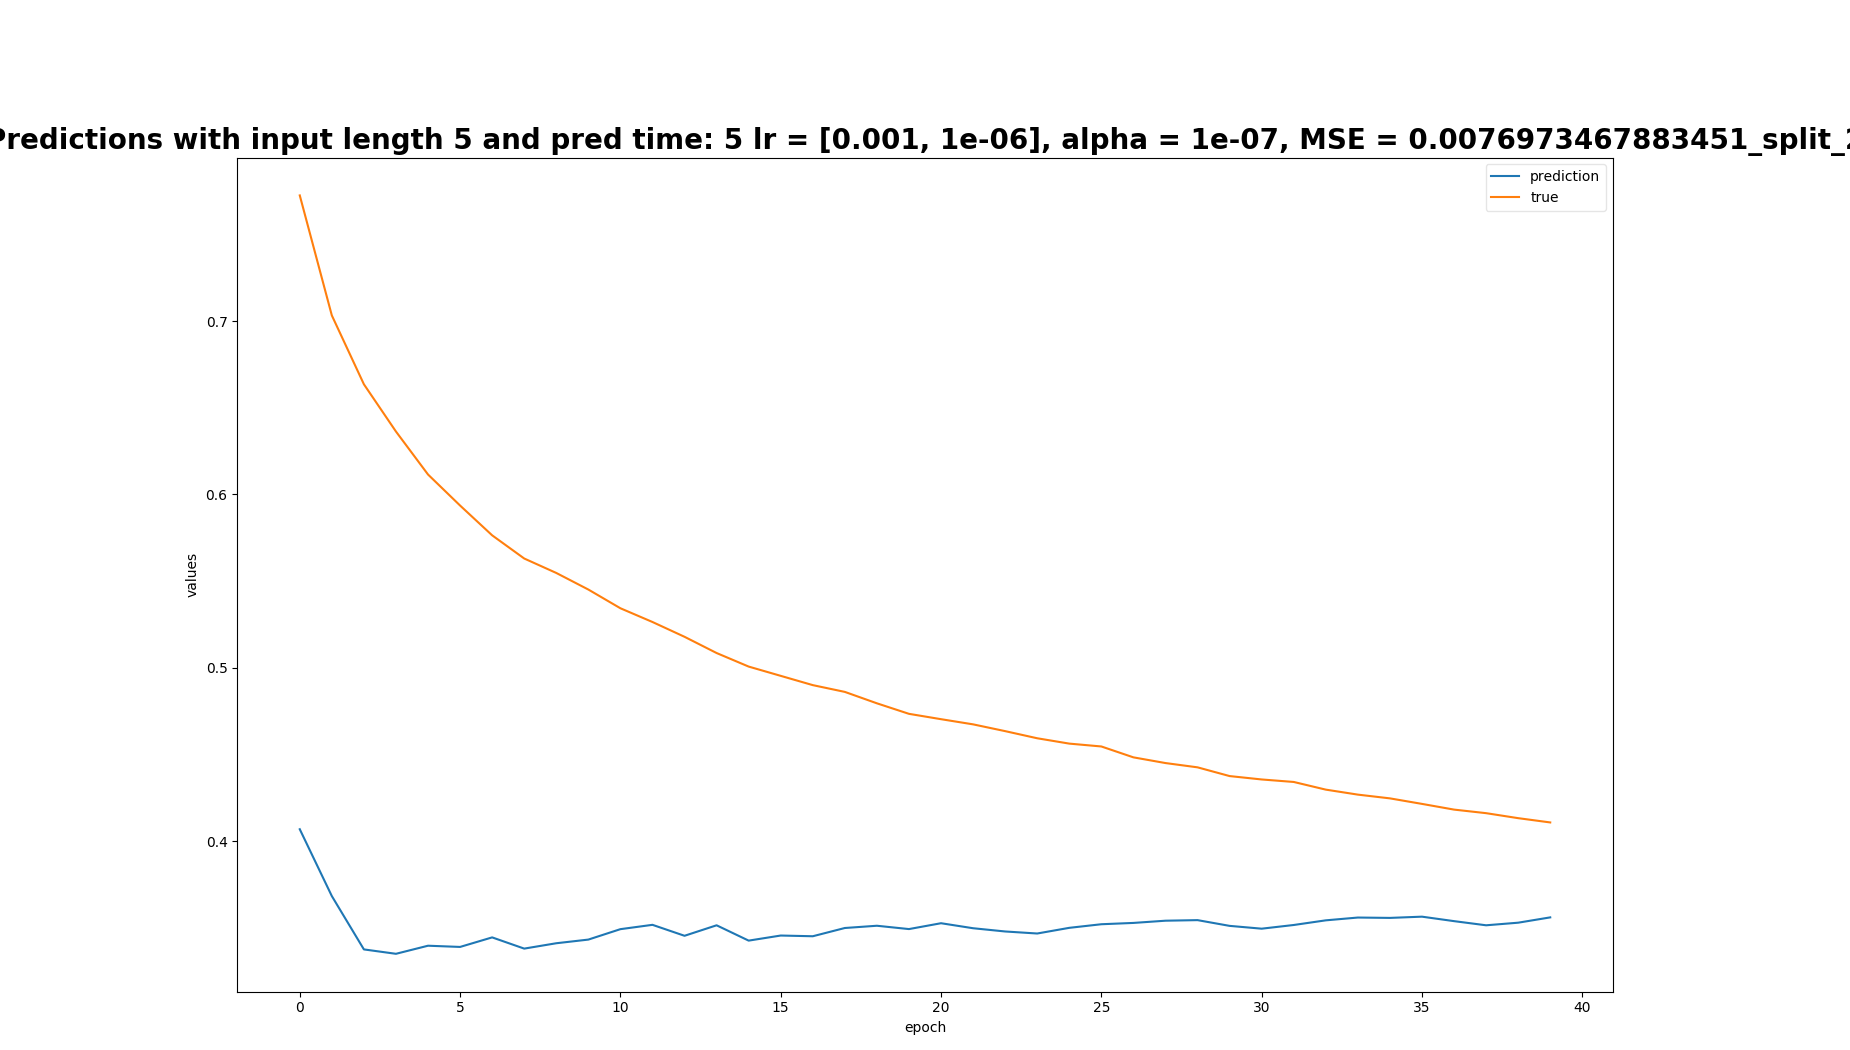 Predictions with input length 5 and pred time: 5 lr = [0.001, 1e-06], alpha = 1e-07, MSE = 0.0076973467883451_split_2
prediction
true
0.7
0.6
0.5
0.4
values
0 5 10 15 20 25 30 35 40
epoch